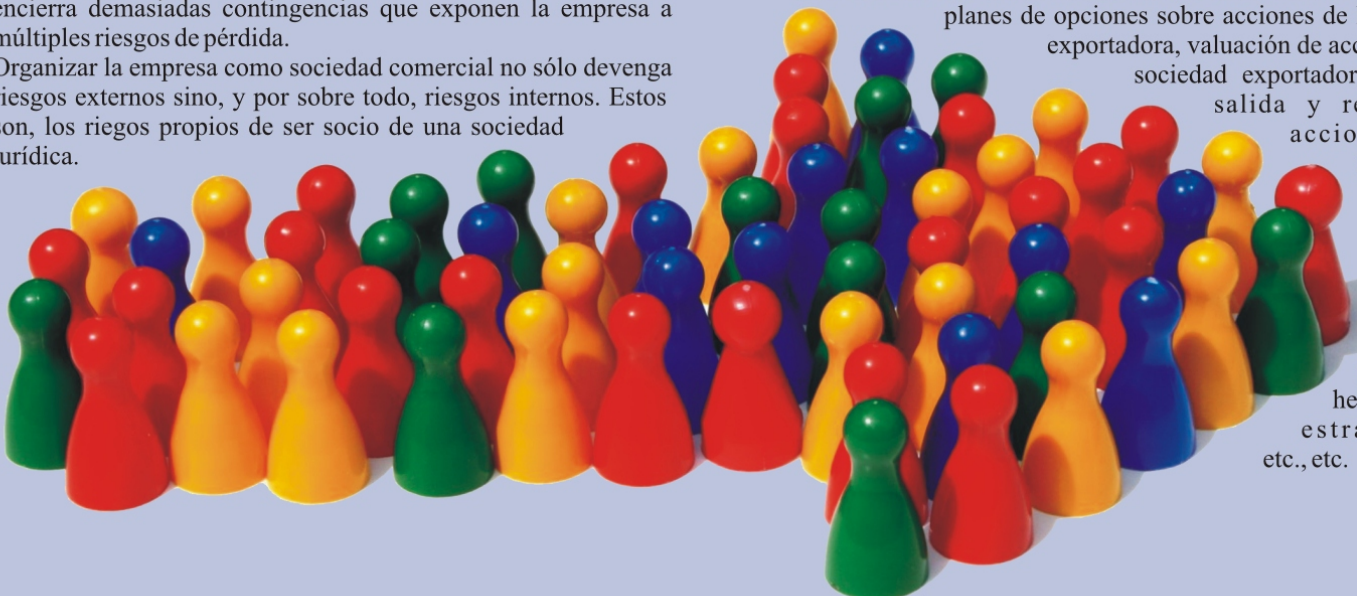 encierra demasiadas contingencias que exponen la empresa a
múltiples riesgos de pérdida.
Organizar la empresa como sociedad comercial no sólo devenga
riesgos externos sino, y por sobre todo, riesgos internos. Estos
son, los riegos propios de ser socio de una sociedad
jurídica.
planes de opciones sobre acciones de
exportadora, valuación de acc
sociedad exportador
salida y re
accio
he
estra
etc., etc.